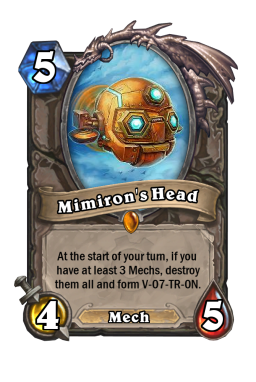 5
Mimiron's Head
At the start of your turn, if you
have at least 3 Mechs, destroy
them all and form V-07-TR-0N.
4
Mech
5